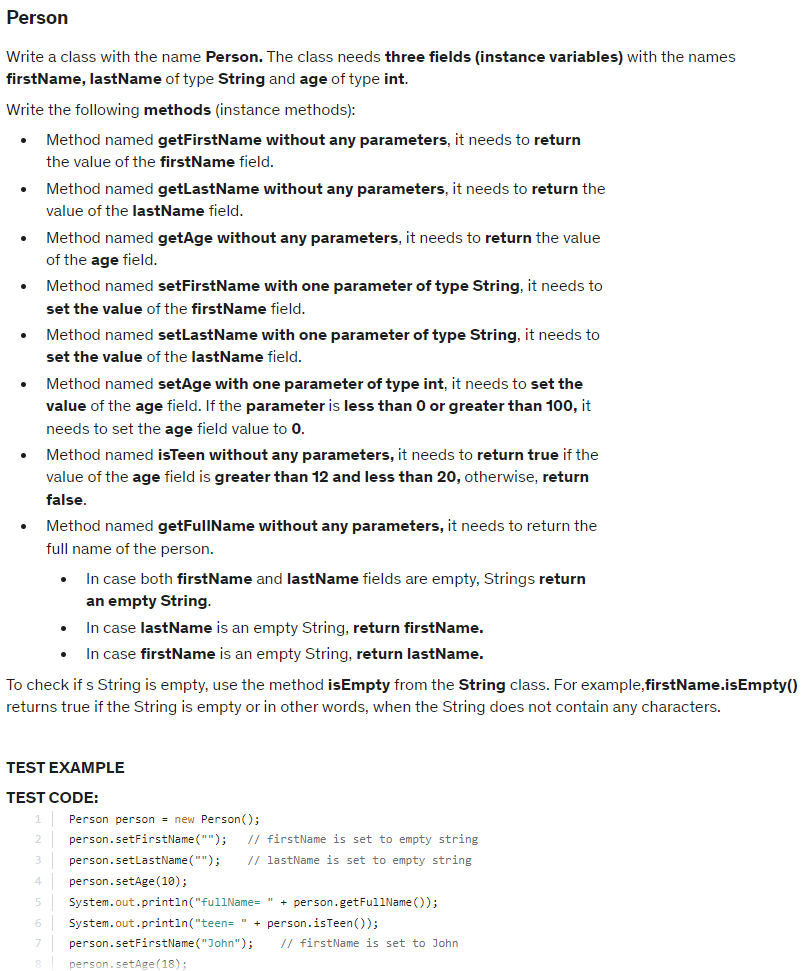 Person
Write a class with the name Person. The class needs three fields (instance variables) with the names
firstName, lastName of type String and age of type int.
Write the following methods (instance methods):
• Method named getFirstName without any parameters, it needs to return
the value of the firstName field.
• Method named getLastName without any parameters, it needs to return the
value of the lastName field.
• Method named getAge without any parameters, it needs to return the value
of the age field.
• Method named setFirstName with one parameter of type String, it needs to
set the value of the firstName field.
• Method named setLastName with one parameter of type String, it needs to
set the value of the lastName field.
• Method named setAge with one parameter of type int, it needs to set the
value of the age field. If the parameter is less than 0 or greater than 100, it
needs to set the age field value to 0.
• Method named isTeen without any parameters, it needs to return true if the
value of the age field is greater than 12 and less than 20, otherwise, return
false.
• Method named getFullName without any parameters, it needs to return the
full name of the person.
• In case both firstName and lastName fields are empty, Strings return
an empty String.
• In case lastName is an empty String, return firstName.
• In case firstName is an empty String, return lastName.
To check if s String is empty, use the method isEmpty from the String class. For example,firstName.isEmpty()
returns true if the String is empty or in other words, when the String does not contain any characters.
TEST EXAMPLE
TEST CODE:
1 Person person = new Person();
2 person.setFirstName(""); // firstName is set to empty string
3 person.setLastName(""); // lastName is set to empty string
4 person.setAge(10);
5 System.out.println("fullName= " + person.getFullName());
6 System.out.println("teen= " + person.isTeen());
7 person.setFirstName("John"); // firstName is set to John
8 person.setAge(18);